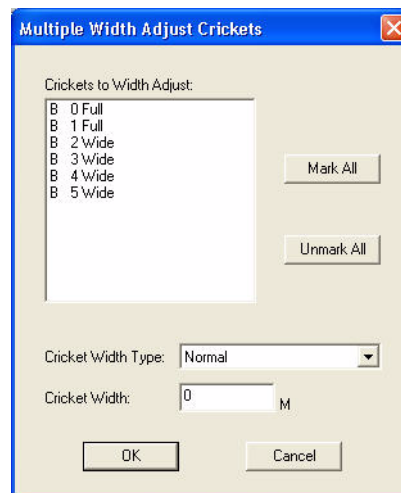 Multiple Width Adjust Crickets
Crickets to Width Adjust:
B 0 Full
B 1 Full
B 2 Wide
B 3 Wide
B 4 Wide
B 5 Wide
Mark All
Unmark All
Cricket Width Type: Normal
Cricket Width: 0 M
OK Cancel